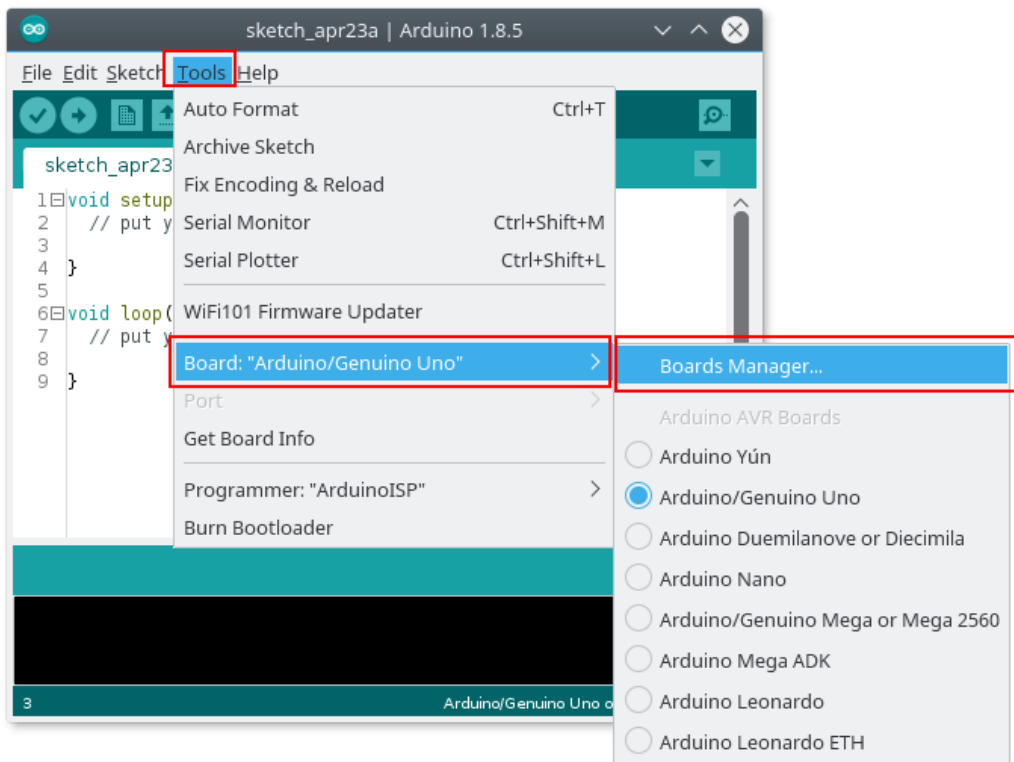 sketch_apr23a | Arduino 1.8.5
File Edit Sketch Tools Help
Auto Format Ctrl+T
Archive Sketch
sketch_apr23
Fix Encoding & Reload
1 void setup
Serial Monitor Ctrl+Shift+M
2 // put y
3
Serial Plotter Ctrl+Shift+L
4 }
5
WiFi101 Firmware Updater
6 void loop(
7 // put y
8
Board: "Arduino/Genuino Uno"
Boards Manager...
9 }
Port
Arduino AVR Boards
Get Board Info
Arduino Yún
Programmer: "ArduinoISP"
Arduino/Genuino Uno
Burn Bootloader
Arduino Duemilanove or Diecimila
Arduino Nano
Arduino/Genuino Mega or Mega 2560
Arduino Mega ADK
3 Arduino/Genuino Uno o
Arduino Leonardo
Arduino Leonardo ETH